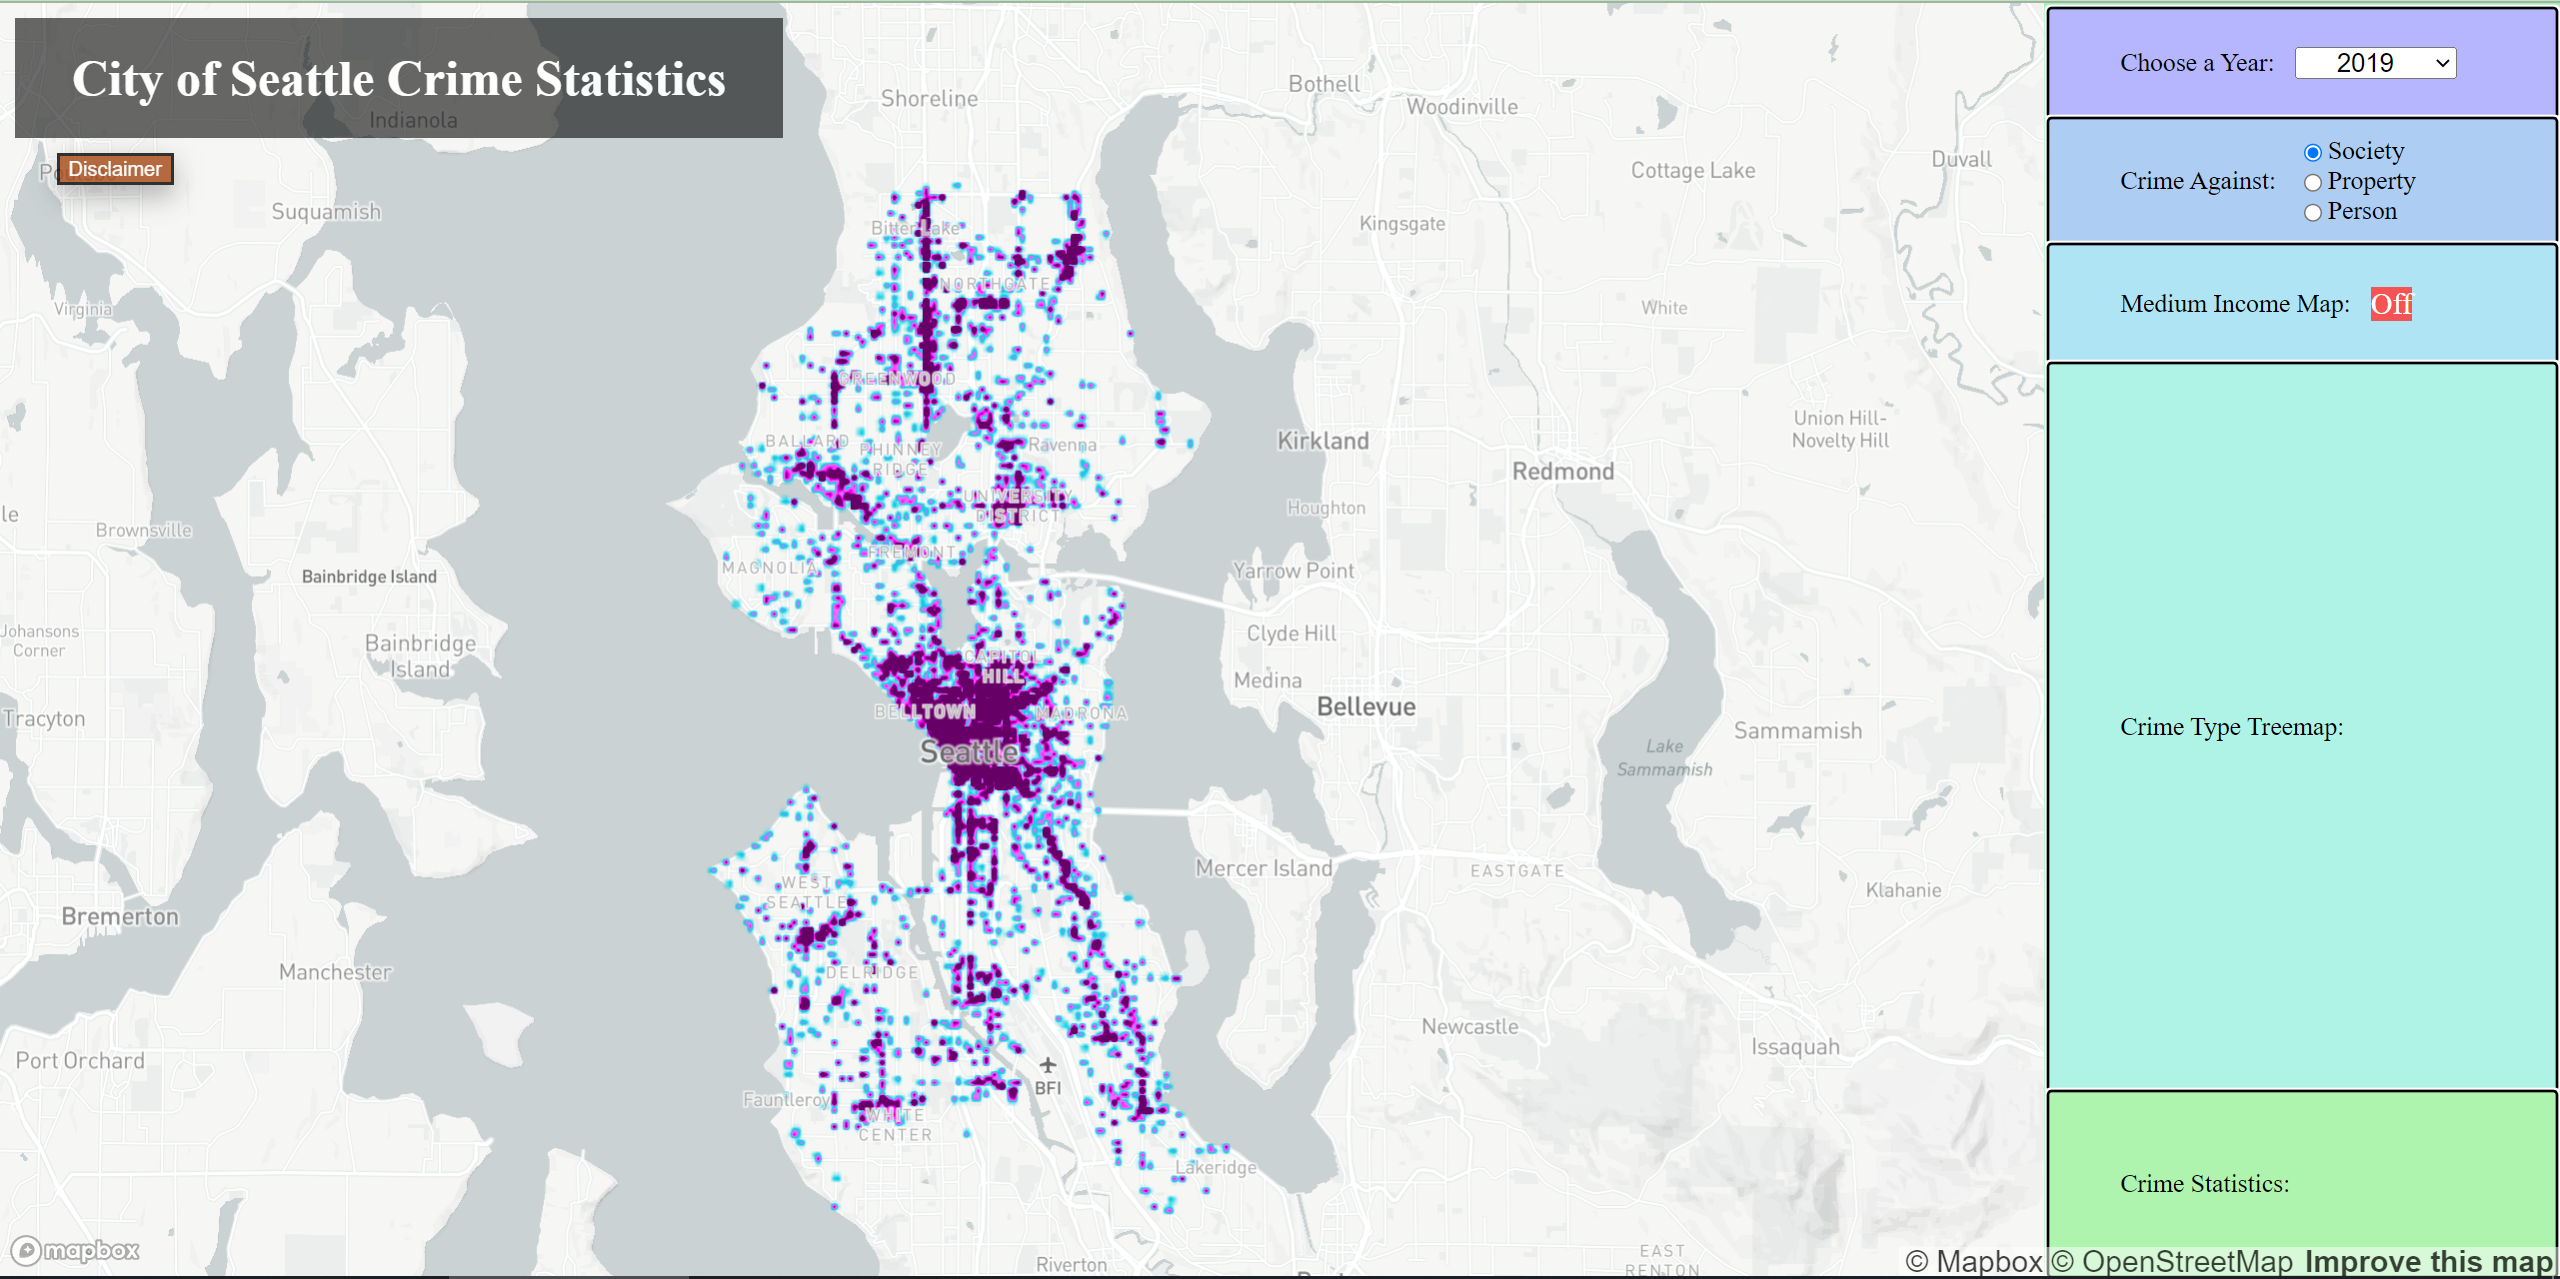 City of Seattle Crime Statistics
Disclaimer
Indianola
Suquamish
Virginia
Brownsville
Bainbridge Island
Johansons
Corner
Bainbridge
Island
Tracyton
Bremerton
Manchester
Port Orchard
Shoreline
Bothell
Woodinville
Cottage Lake
Duvall
Bitter Lake
Kingsgate
NORTHGATE
White
GREENWOOD
Union Hill-
Novelty Hill
BALLARD
PHINNEY
RIDGE
Ravenna
Kirkland
Redmond
UNIVERSITY
DISTRICT
Houghton
FREMONT
MAGNOLIA
Yarrow Point
Clyde Hill
CAPITOL
HILL
Medina
BELLTOWN
MADRONA
Bellevue
Sammamish
Seattle
Lake
Sammamish
Mercer Island
EASTGATE
Klahanie
WEST
SEATTLE
DELRIDGE
Newcastle
Issaquah
BFI
Fauntleroy
WHITE
CENTER
Lakeridge
Riverton
EAST
RENTON
mapbox
Choose a Year: 2019
Crime Against:
Society
Property
Person
Medium Income Map: Off
Crime Type Treemap:
Crime Statistics:
© Mapbox © OpenStreetMap Improve this map